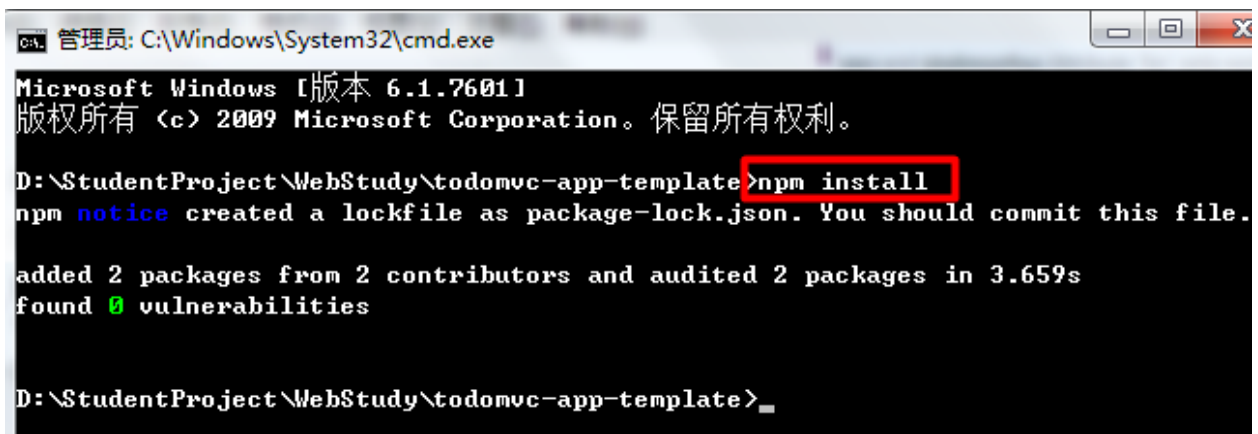 管理员: C:\Windows\System32\cmd.exe
Microsoft Windows [版本 6.1.7601]
版权所有 (c) 2009 Microsoft Corporation。保留所有权利。
D:\StudentProject\WebStudy\todomvc-app-template>npm install
npm notice created a lockfile as package-lock.json. You should commit this file.
added 2 packages from 2 contributors and audited 2 packages in 3.659s
found 0 vulnerabilities
D:\StudentProject\WebStudy\todomvc-app-template>_